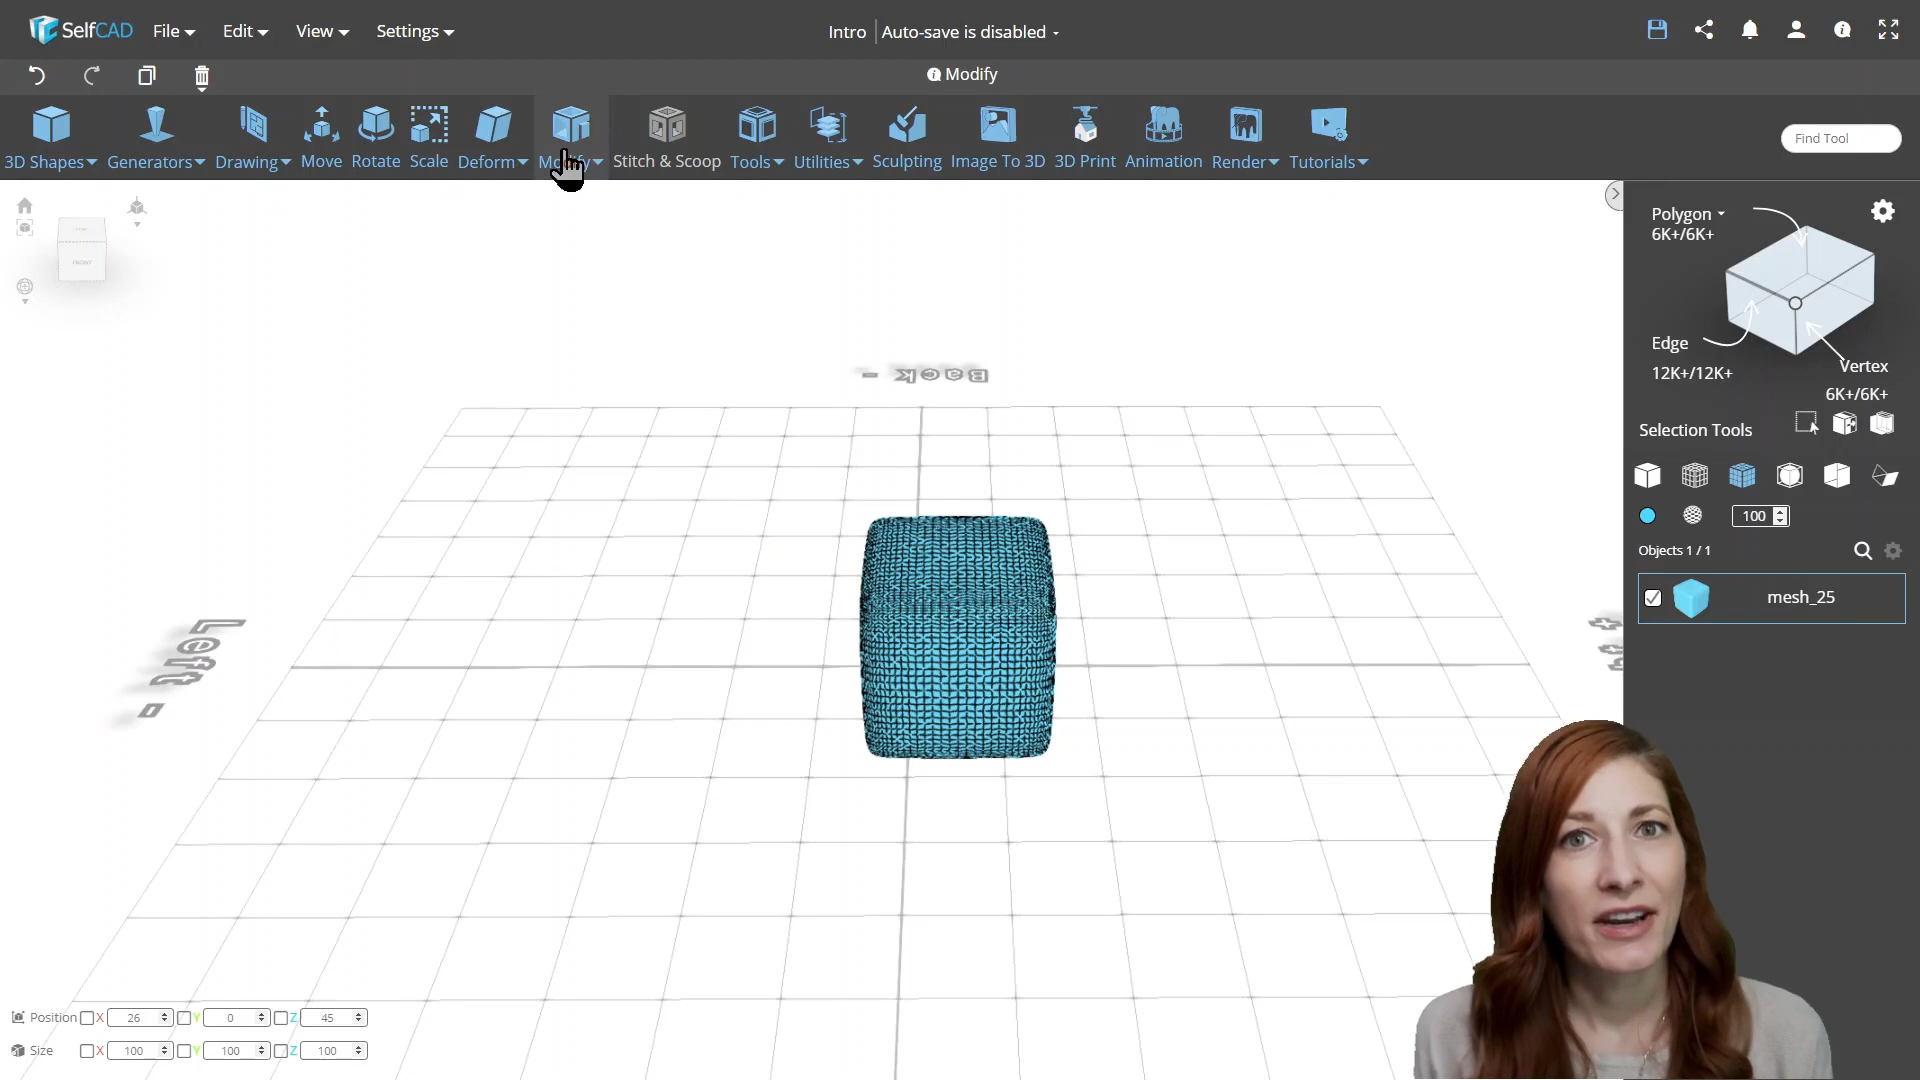 SelfCAD File Edit View Settings Intro Auto-save is disabled
Modify
3D Shapes Generators Drawing Move Rotate Scale Deform Stitch & Scoop Tools Utilities Sculpting Image To 3D 3D Print Animation Render Tutorials
Find Tool
Polygon
6K+/6K+
FRONT
Edge
12K+/12K+
Vertex
6K+/6K+
Back -
Selection Tools
100
Objects 1 / 1
mesh_25
Left -
Position X 26 Y 0 Z 45
Size X 100 Y 100 Z 100